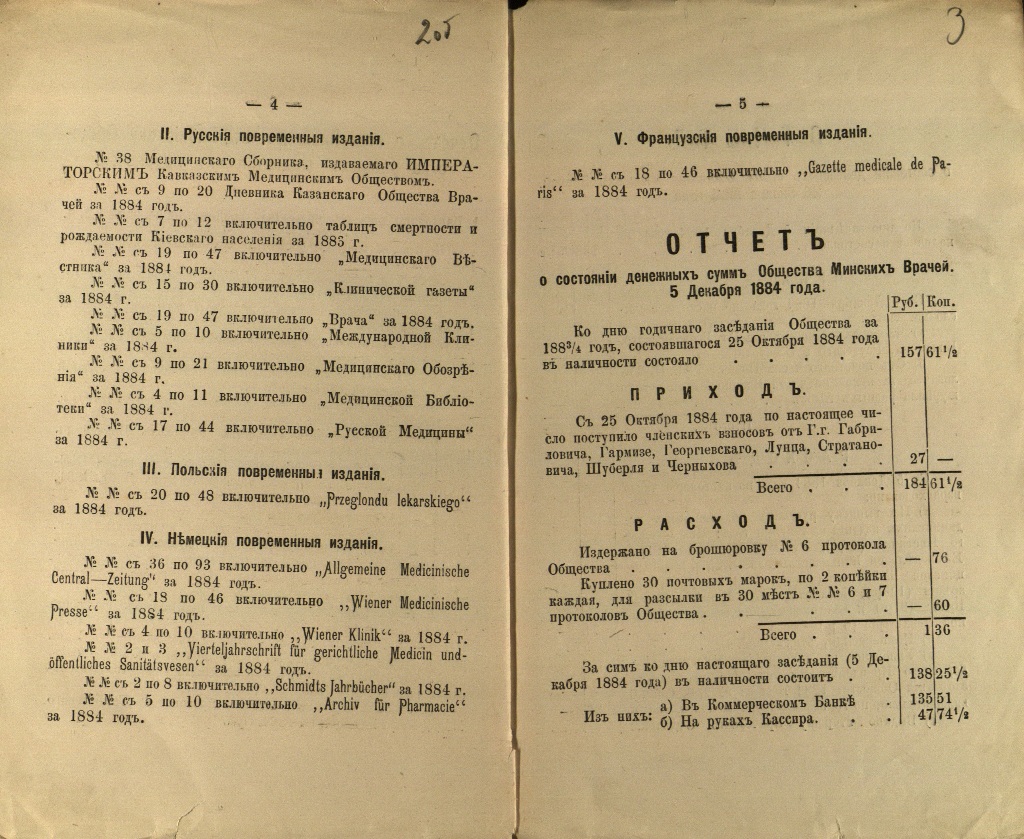 20б
— 4 —
II. Русскія повременныя изданія.
№ 38 Медицинскаго Сборника, издаваемаго ИМПЕРА-
ТОРСКИМЪ Кавказскимъ Медицинскимъ Обществомъ.
№ № съ 9 по 20 Дневника Казанскаго Общества Вра-
чей за 1884 годъ.
№ № съ 7 по 12 включительно таблицъ смертности и
рождаемости Кіевскаго населенія за 1883 г.
№ № съ 19 по 47 включительно „Медицинскаго Вѣ-
стника“ за 1884 годъ.
№ № съ 15 по 30 включительно „Клинической газеты“
за 1884 г.
№ № съ 19 по 47 включительно „Врача“ за 1884 годъ.
№ № съ 5 по 10 включительно „Международной Кли-
ники“ за 1884 г.
№ № съ 9 по 21 включительно „Медицинскаго Обозрѣ-
нія“ за 1884 г.
№ № съ 4 по 11 включительно „Медицинской Библіо-
теки“ за 1884 г.
№ № съ 17 по 44 включительно „Русской Медицины“
за 1884 г.
III. Польскія повременныя изданія.
№ № съ 20 по 48 включительно „Przeglondu lekarskiego“
за 1884 годъ.
IV. Нѣмецкія повременныя изданія.
№ № съ 36 по 93 включительно „Allgemeine Medicinische
Central—Zeitung“ за 1884 годъ.
№ № съ 18 по 46 включительно „Wiener Medicinische
Presse“ за 1884 годъ.
№ № съ 4 по 10 включительно „Wiener Klinik“ за 1884 г.
№ № 2 и 3 „Vierteljahrschrift für gerichtliche Medicin und-
öffentliches Sanitätsvesen“ за 1884 годъ.
№ № съ 2 по 8 включительно „Schmidts Jahrbücher“ за 1884 г.
№ № съ 5 по 10 включительно „Archiv für Pharmacie“
за 1884 годъ.
3
— 5 —
V. Французскія повременныя изданія.
№ № съ 18 по 46 включительно „Gazette medicale de Pa-
ris“ за 1884 годъ.
ОТЧЕТЪ
о состояніи денежныхъ суммъ Общества Минскихъ Врачей.
5 Декабря 1884 года.
Руб. Коп.
Ко дню годичнаго засѣданія Общества за
188¾ годъ, состоявшагося 25 Октября 1884 года
въ наличности состояло . . . . . 157 61½
ПРИХОДЪ.
Съ 25 Октября 1884 года по настоящее чи-
сло поступило членскихъ взносовъ отъ Г.г. Габри-
ловича, Гармизе, Георгіевскаго, Лунца, Стратано-
вича, Шуберля и Черныхова . . . . 27 —
Всего . . . 184 61½
РАСХОДЪ.
Издержано на брошюровку № 6 протокола
Общества . . . . . . . . — 76
Куплено 30 почтовыхъ марокъ, по 2 копѣйки
каждая, для разсылки въ 30 мѣстъ № № 6 и 7
протоколовъ Общества . . . . . — 60
Всего . . . 1 36
За симъ ко дню настоящаго засѣданія (5 Де-
кабря 1884 года) въ наличности состоитъ . . 138 25½
Изъ нихъ: а) Въ Коммерческомъ Банкѣ . 135 51
б) На рукахъ Кассира. . . 47 74½